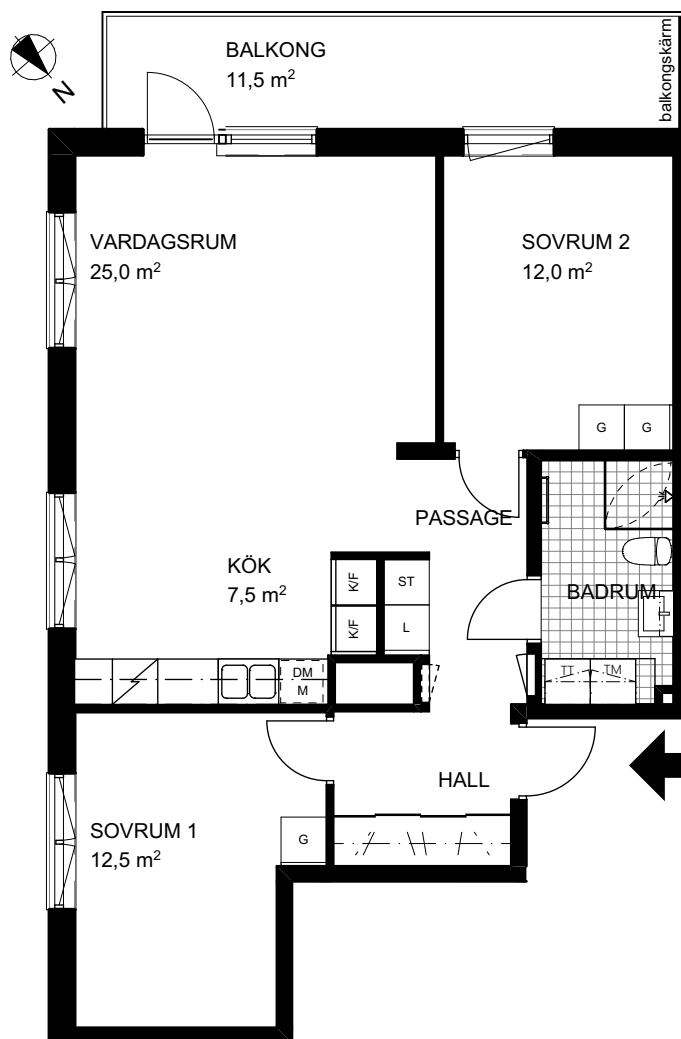 BALKONG
11,5 m²
balkongskärm
N
VARDAGSRUM
25,0 m²
SOVRUM 2
12,0 m²
G G
PASSAGE
KÖK
7,5 m²
K/F
ST
K/F
L
BADRUM
DM
M
TT TM
HALL
SOVRUM 1
12,5 m²
G